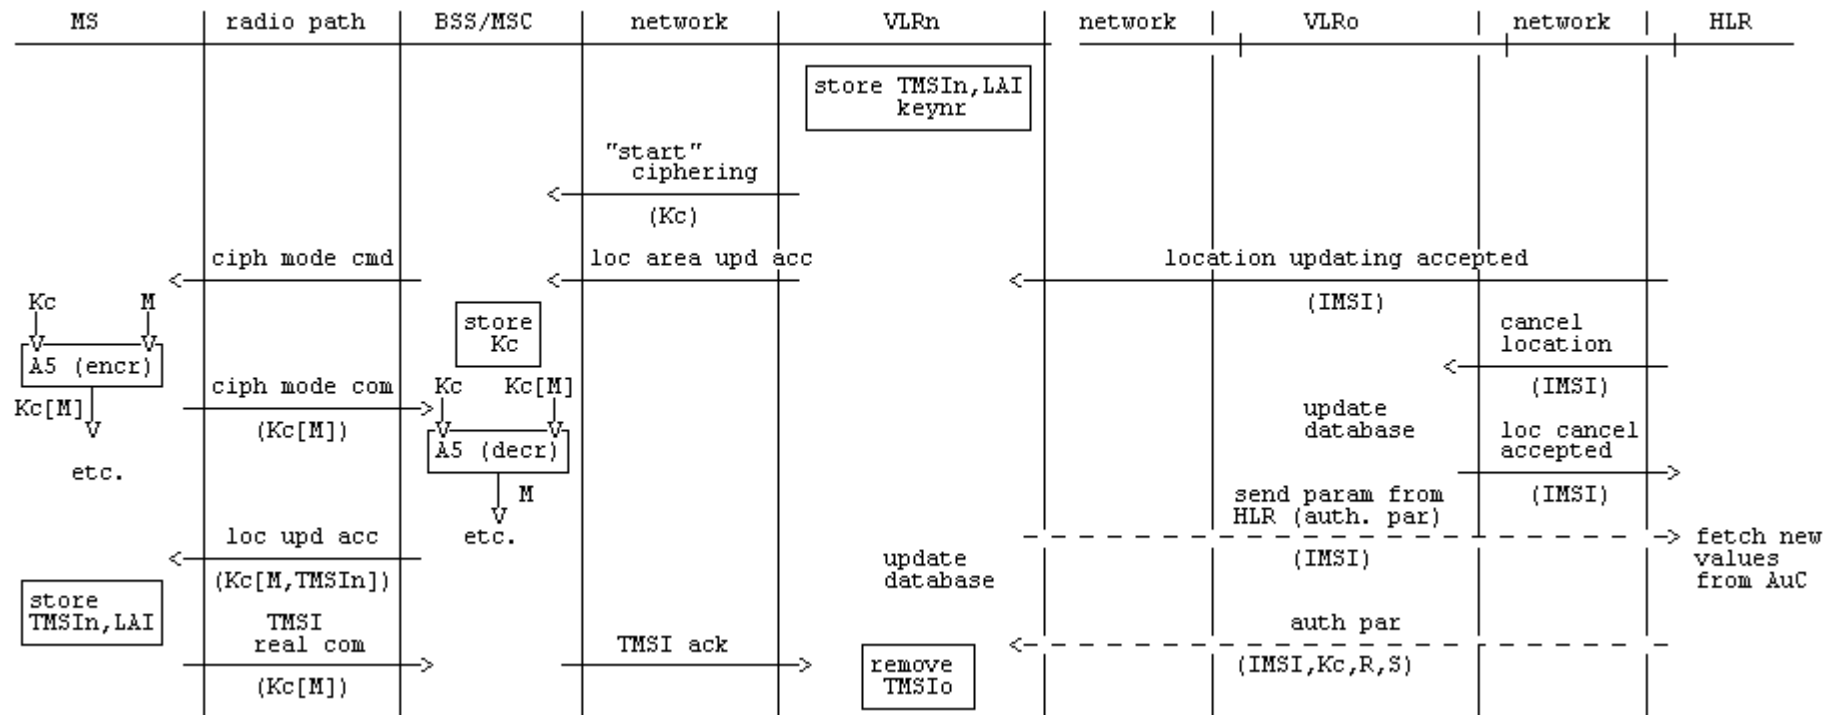 MS radio path BSS/MSC network VLRn network VLRo network HLR
store TMSIn,LAI
keynr
"start"
ciphering
(Kc)
ciph mode cmd loc area upd acc location updating accepted
(IMSI)
Kc M
store
Kc
cancel
location
A5 (encr)
(IMSI)
ciph mode com Kc Kc[M]
Kc[M]
(Kc[M])
update
database
loc cancel
accepted
A5 (decr)
etc.
(IMSI)
M
send param from
HLR (auth. par)
etc.
loc upd acc
(IMSI)
fetch new
values
from AuC
update
database
(Kc[M,TMSIn])
store
TMSIn,LAI
TMSI
real com
TMSI ack
auth par
(IMSI,Kc,R,S)
remove
TMSIo
(Kc[M])